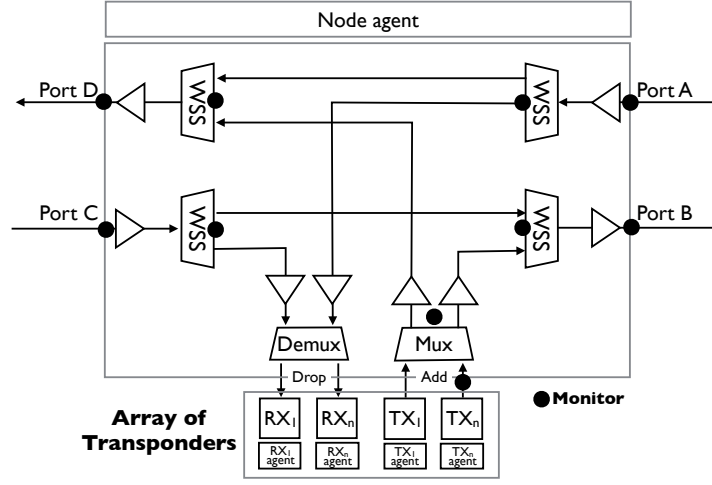 Node agent
Port D
WSS
WSS
Port A
Port C
WSS
WSS
Port B
Demux
Mux
Drop
Add
Monitor
Array of
Transponders
RX1
RXn
TX1
TXn
RX1
agent
RXn
agent
TX1
agent
TXn
agent